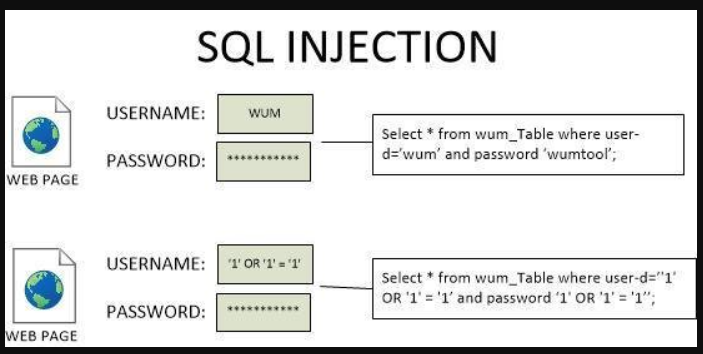 SQL INJECTION
USERNAME:
WUM
PASSWORD:
***********
WEB PAGE
Select * from wum_Table where user-
d='wum' and password 'wumtool';
USERNAME:
'1' OR '1' = '1'
PASSWORD:
***********
WEB PAGE
Select * from wum_Table where user-d=''1'
OR '1' = '1' and password '1' OR '1' = '1'';